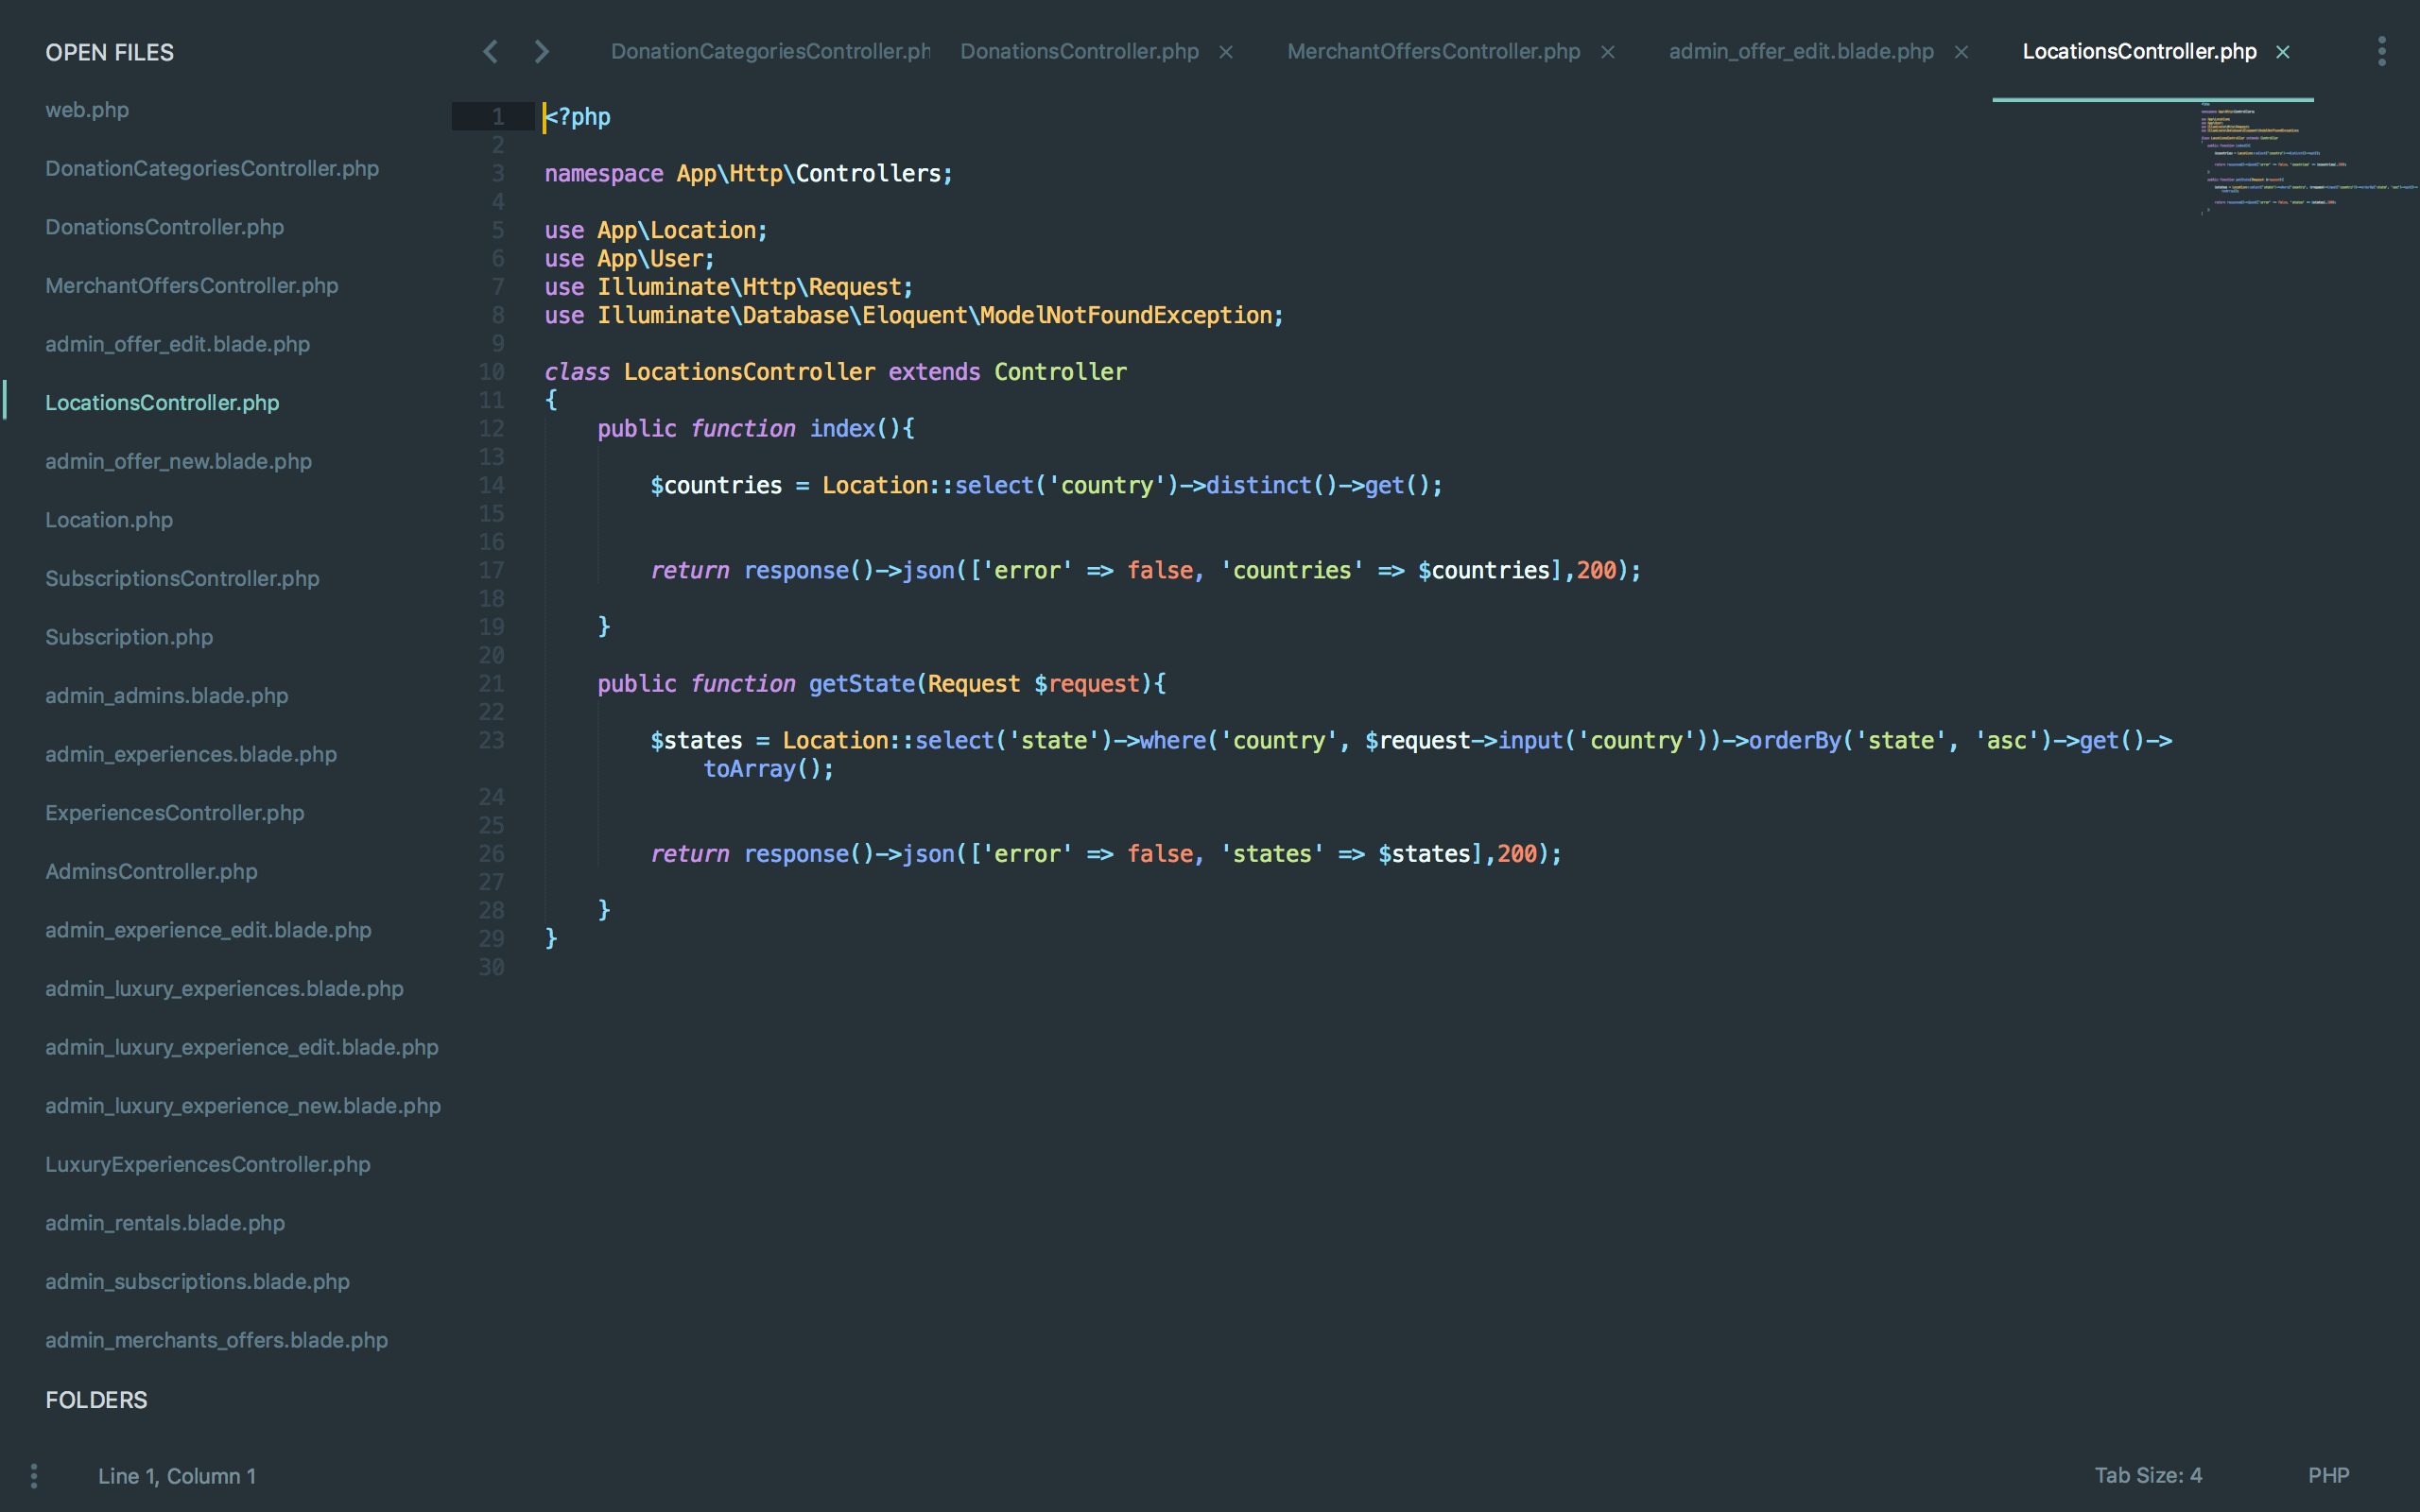 OPEN FILES
web.php
DonationCategoriesController.php
DonationsController.php
MerchantOffersController.php
admin_offer_edit.blade.php
LocationsController.php
admin_offer_new.blade.php
Location.php
SubscriptionsController.php
Subscription.php
admin_admins.blade.php
admin_experiences.blade.php
ExperiencesController.php
AdminsController.php
admin_experience_edit.blade.php
admin_luxury_experiences.blade.php
admin_luxury_experience_edit.blade.php
admin_luxury_experience_new.blade.php
LuxuryExperiencesController.php
admin_rentals.blade.php
admin_subscriptions.blade.php
admin_merchants_offers.blade.php
FOLDERS
DonationCategoriesController.ph DonationsController.php × MerchantOffersController.php × admin_offer_edit.blade.php × LocationsController.php ×
1 <?php
2
3 namespace App\Http\Controllers;
4
5 use App\Location;
6 use App\User;
7 use Illuminate\Http\Request;
8 use Illuminate\Database\Eloquent\ModelNotFoundException;
9
10 class LocationsController extends Controller
11 {
12     public function index(){
13
14         $countries = Location::select('country')->distinct()->get();
15
16
17         return response()->json(['error' => false, 'countries' => $countries],200);
18
19     }
20
21     public function getState(Request $request){
22
23         $states = Location::select('state')->where('country', $request->input('country'))->orderBy('state', 'asc')->get()->
            toArray();
24
25
26         return response()->json(['error' => false, 'states' => $states],200);
27
28     }
29 }
30
Line 1, Column 1
Tab Size: 4
PHP